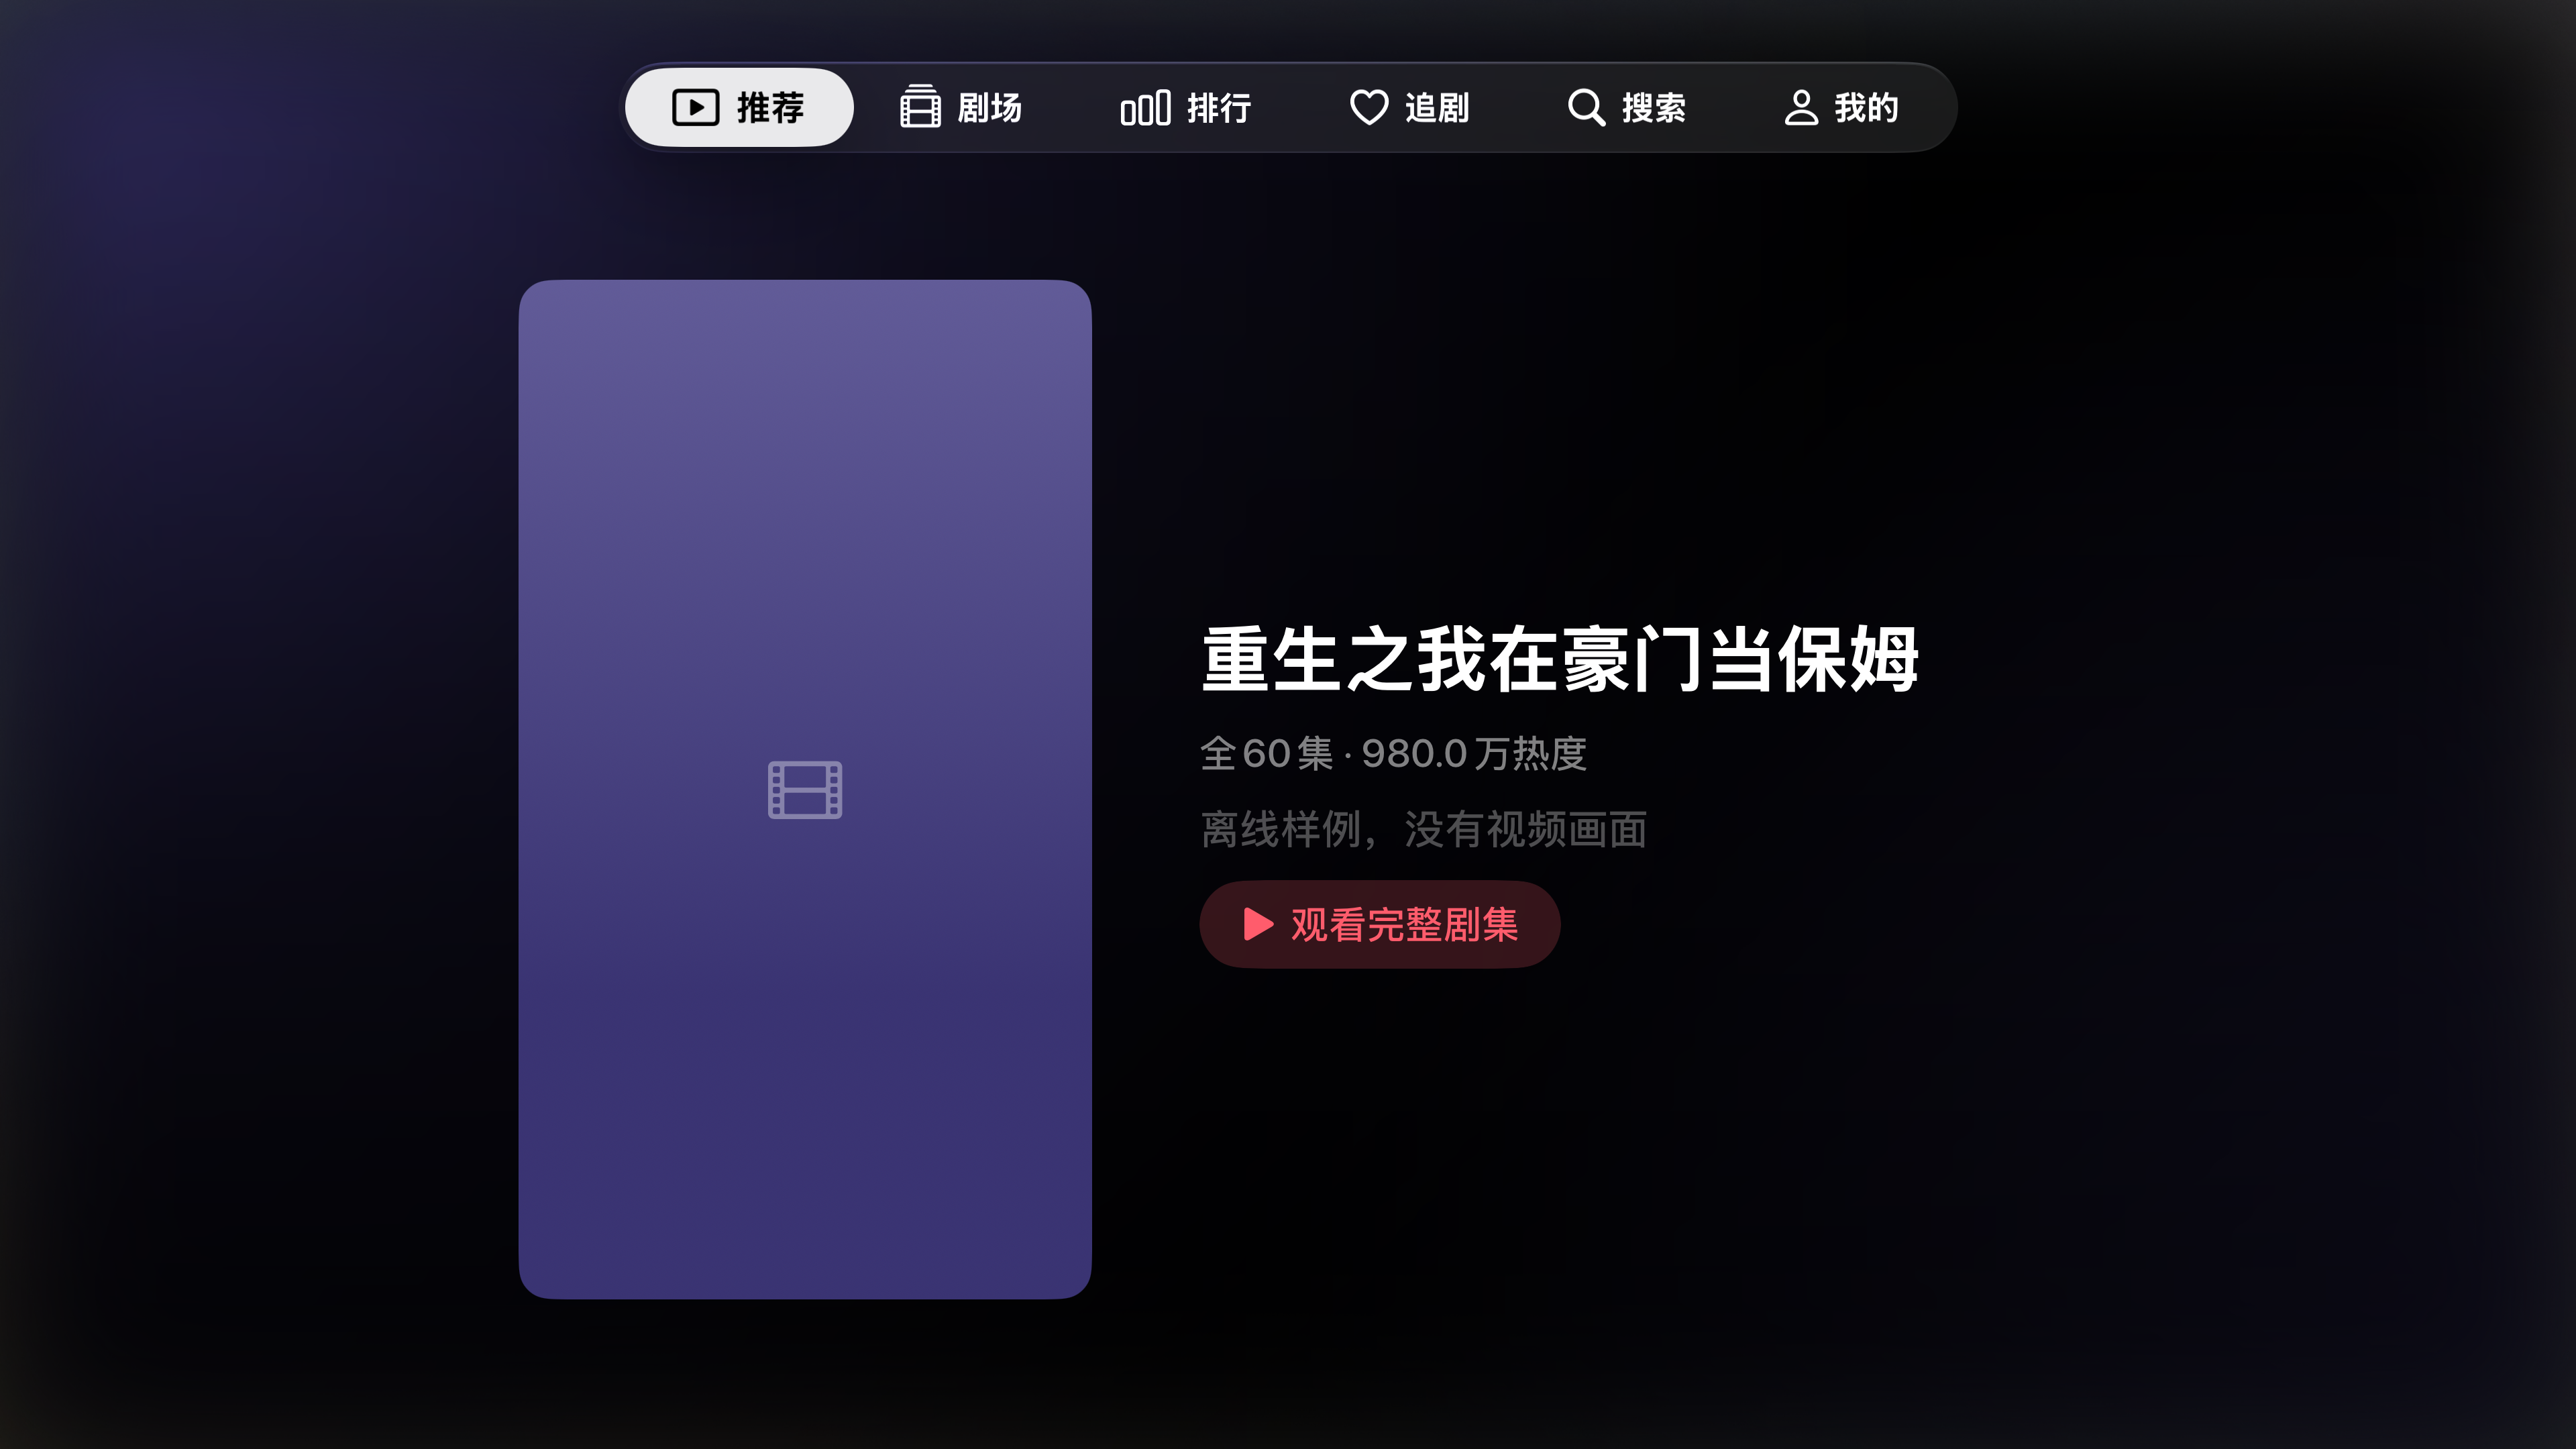 推荐 剧场 排行 追剧 搜索 我的
重生之我在豪门当保姆
全60集 · 980.0万热度
离线样例，没有视频画面
观看完整剧集